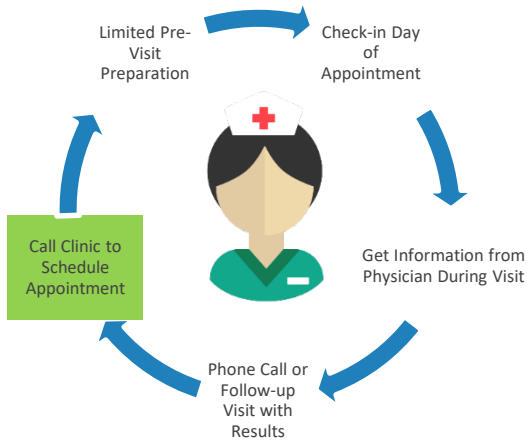 Limited Pre-
Visit
Preparation
Check-in Day
of
Appointment
Get Information from
Physician During Visit
Phone Call or
Follow-up
Visit with
Results
Call Clinic to
Schedule
Appointment